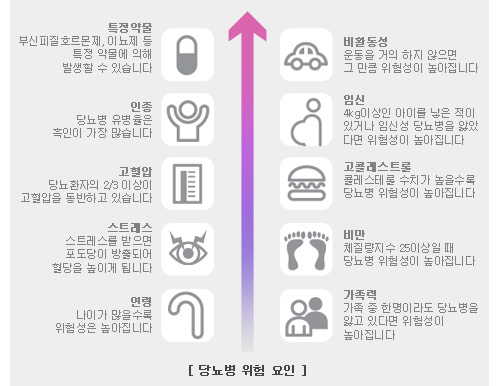 특정약물
부신피질호르몬제, 이뇨제 등
특정 약물에 의해
발생할 수 있습니다
인종
당뇨병 유병율은
흑인이 가장 많습니다
고혈압
당뇨환자의 2/3 이상이
고혈압을 동반하고 있습니다
스트레스
스트레스를 받으면
포도당이 방출되어
혈당을 높이게 됩니다
연령
나이가 많을수록
위험성은 높아집니다
비활동성
운동을 거의 하지 않으면
그 만큼 위험성이 높아집니다
임신
4kg이상인 아이를 낳은 적이
있거나 임신성 당뇨병을 앓았
다면 위험성이 높아집니다
고콜레스트롤
콜레스테롤 수치가 높을수록
당뇨병 위험성이 높아집니다
비만
체질량지수 25이상일 때
당뇨병 위험성이 높아집니다
가족력
가족 중 한명이라도 당뇨병을
앓고 있다면 위험성이
높아집니다
[ 당뇨병 위험 요인 ]